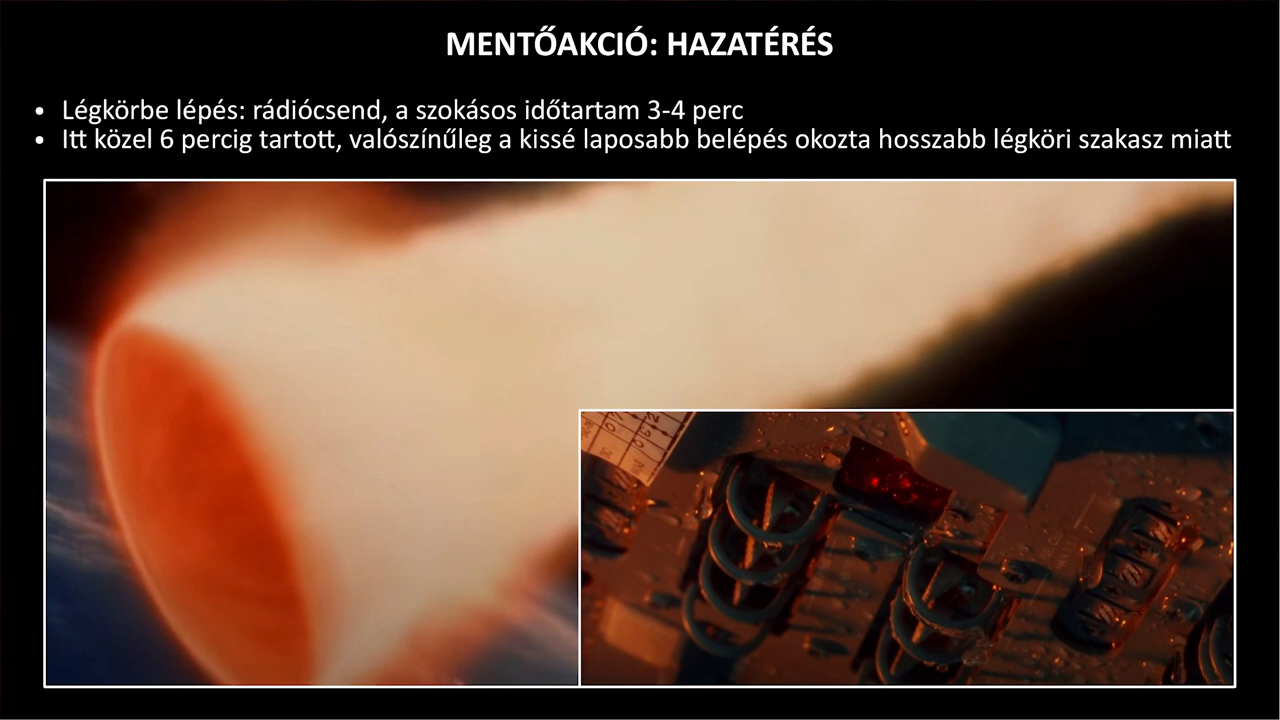 MENTŐAKCIÓ: HAZATÉRÉS
• Légkörbe lépés: rádiócsend, a szokásos időtartam 3-4 perc
• Itt közel 6 percig tartott, valószínűleg a kissé laposabb belépés okozta hosszabb légköri szakasz miatt